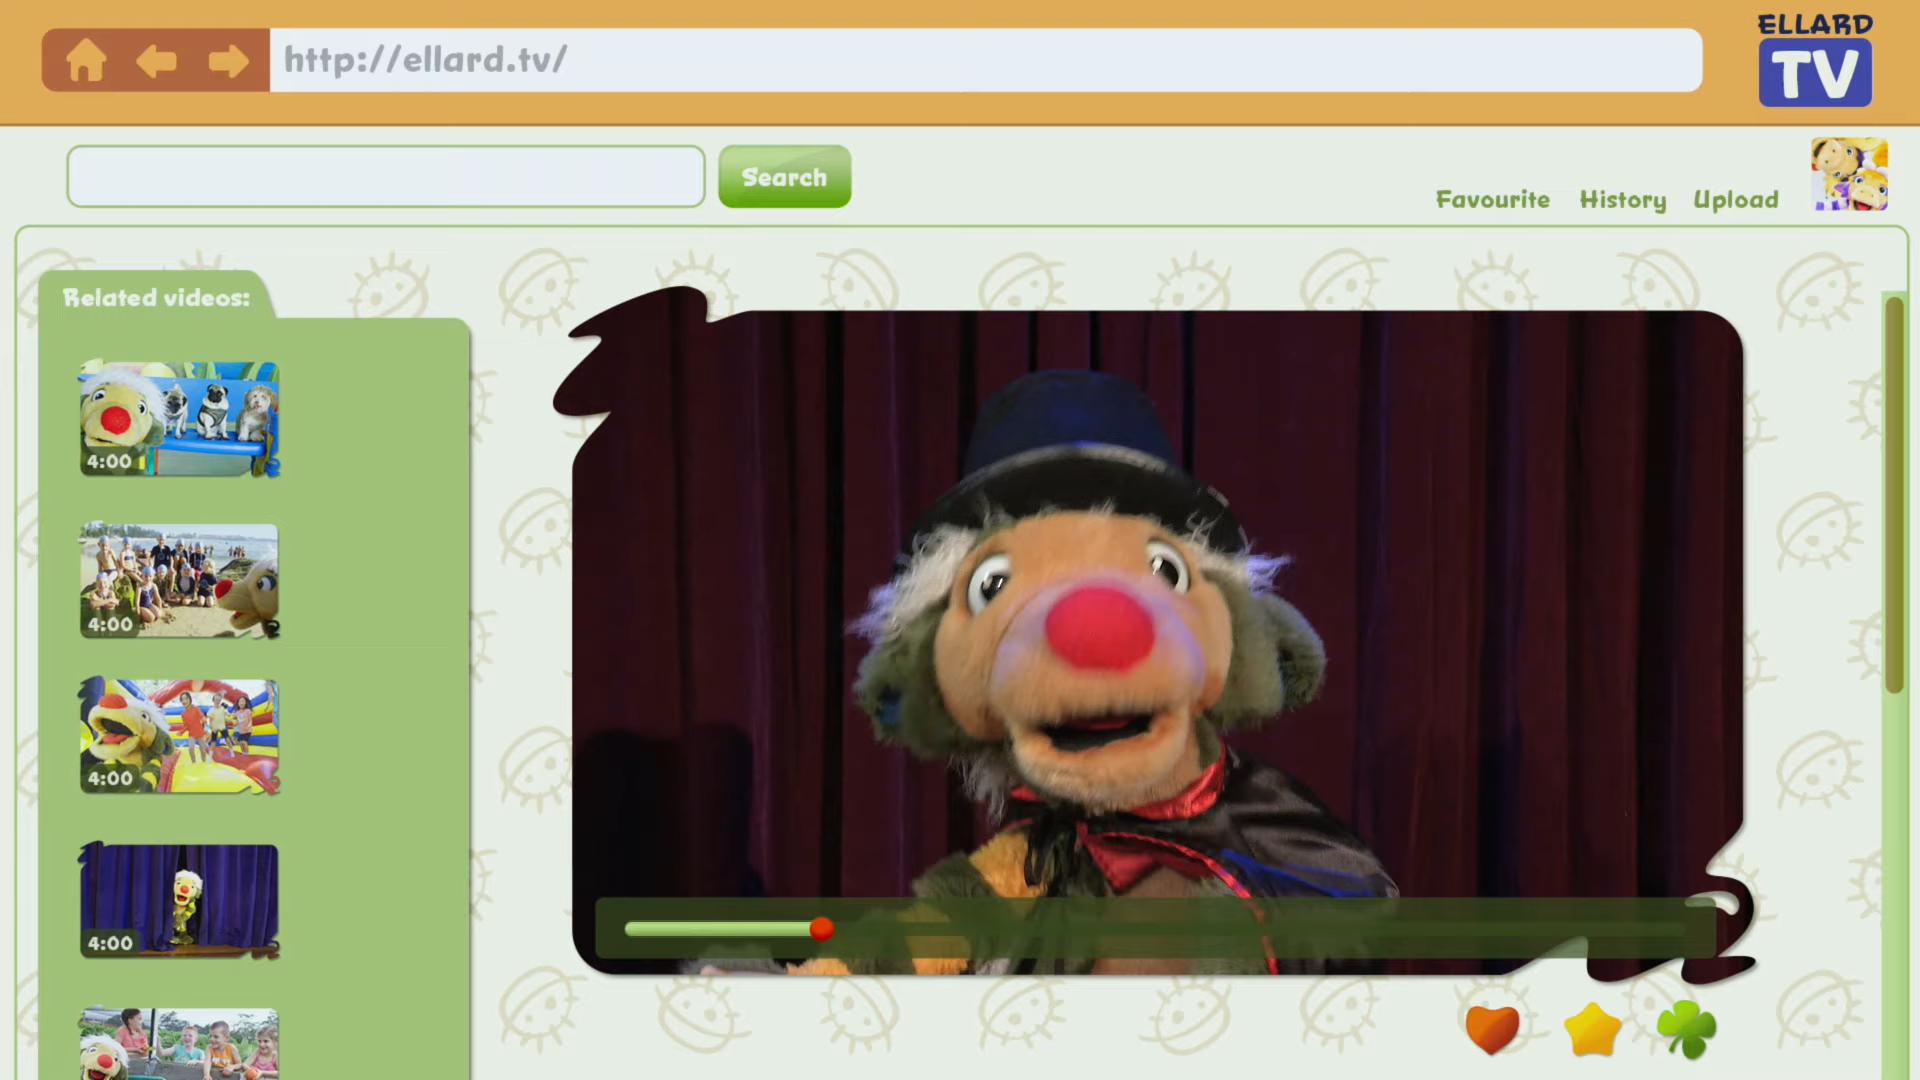 http://ellard.tv/
ELLARD
TV
Search
Favourite
History
Upload
Related videos:
4:00
4:00
4:00
4:00